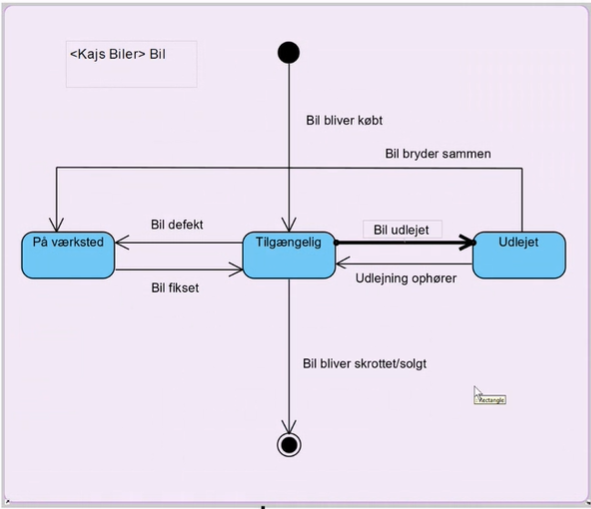 <Kajs Biler> Bil
Bil bliver købt
Bil bryder sammen
Bil defekt
Bil udlejet
På værksted
Tilgængelig
Udlejet
Bil fikset
Udlejning ophører
Bil bliver skrottet/solgt
Rectangle